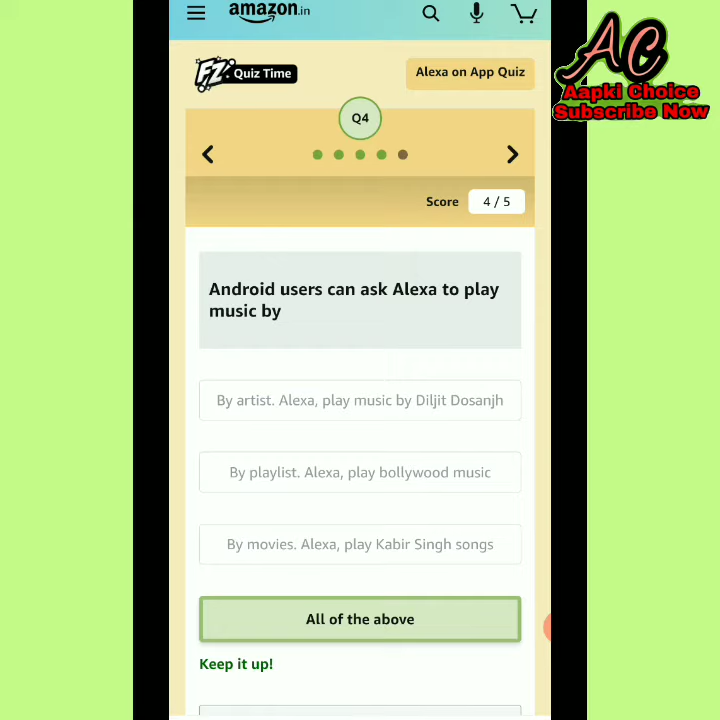 amazon.in
AC
Aapki Choice
Subscribe Now
FZ. Quiz Time
Alexa on App Quiz
Q4
Score 4 / 5
Android users can ask Alexa to play
music by
By artist. Alexa, play music by Diljit Dosanjh
By playlist. Alexa, play bollywood music
By movies. Alexa, play Kabir Singh songs
All of the above
Keep it up!